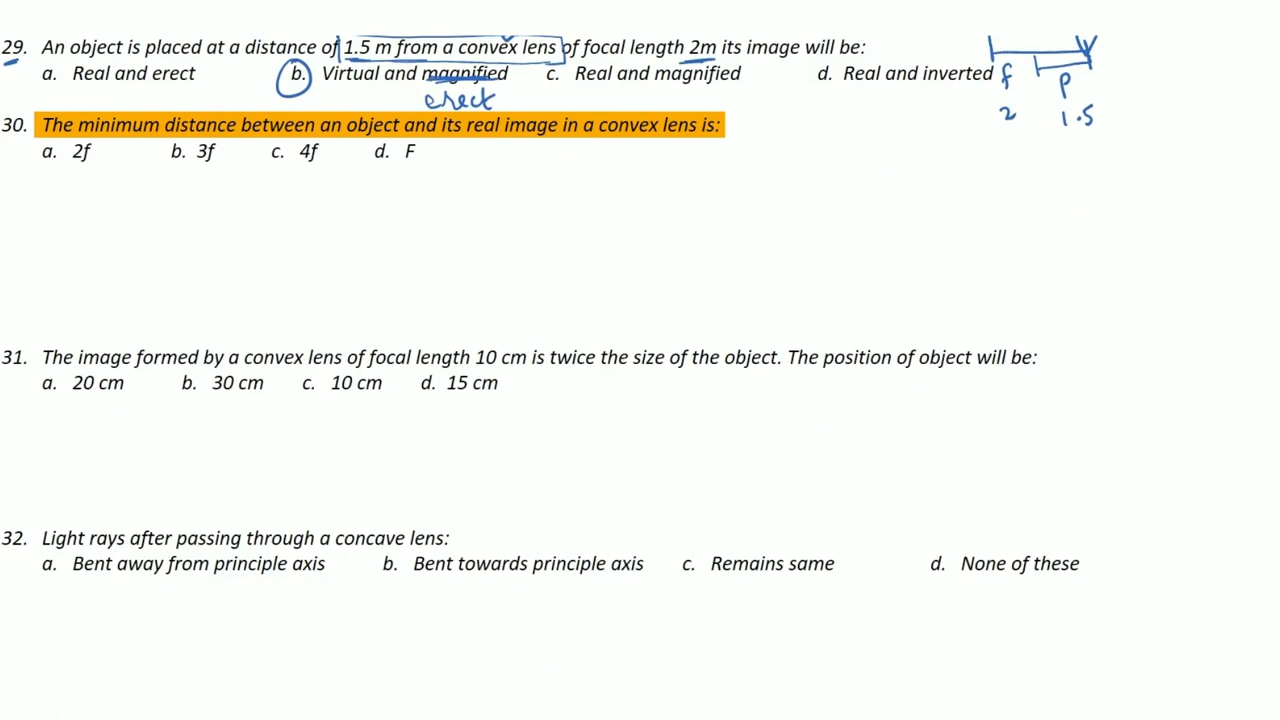 29. An object is placed at a distance of 1.5 m from a convex lens of focal length 2m its image will be:
a. Real and erect b. Virtual and magnified c. Real and magnified d. Real and inverted
f P
erect
2 1.5
30. The minimum distance between an object and its real image in a convex lens is:
a. 2f b. 3f c. 4f d. F
31. The image formed by a convex lens of focal length 10 cm is twice the size of the object. The position of object will be:
a. 20 cm b. 30 cm c. 10 cm d. 15 cm
32. Light rays after passing through a concave lens:
a. Bent away from principle axis b. Bent towards principle axis c. Remains same d. None of these